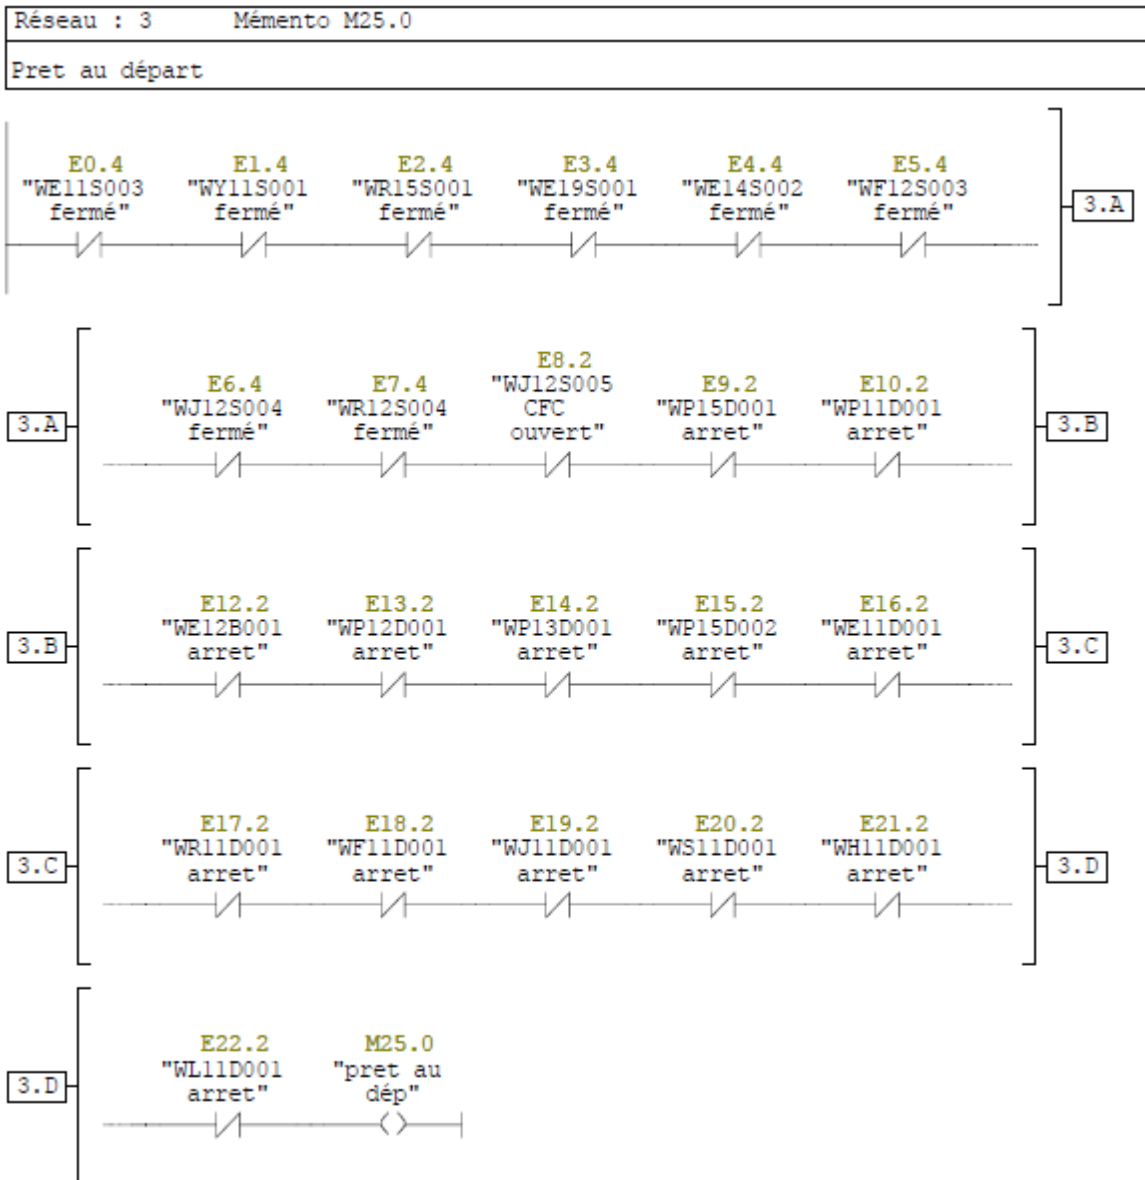 Réseau : 3 Mémento M25.0
Pret au départ
E0.4 E1.4 E2.4 E3.4 E4.4 E5.4
"WE11S003 "WY11S001 "WR15S001 "WE19S001 "WE14S002 "WF12S003
fermé" fermé" fermé" fermé" fermé" fermé"
3.A
E8.2
E6.4 E7.4 "WJ12S005 E9.2 E10.2
"WJ12S004 "WR12S004 CFC "WP15D001 "WP11D001
3.A fermé" fermé" ouvert" arret" arret" 3.B
E12.2 E13.2 E14.2 E15.2 E16.2
"WE12B001 "WP12D001 "WP13D001 "WP15D002 "WE11D001
3.B arret" arret" arret" arret" arret" 3.C
E17.2 E18.2 E19.2 E20.2 E21.2
"WR11D001 "WF11D001 "WJ11D001 "WS11D001 "WH11D001
3.C arret" arret" arret" arret" arret" 3.D
E22.2 M25.0
"WL11D001 "pret au
3.D arret" dép"